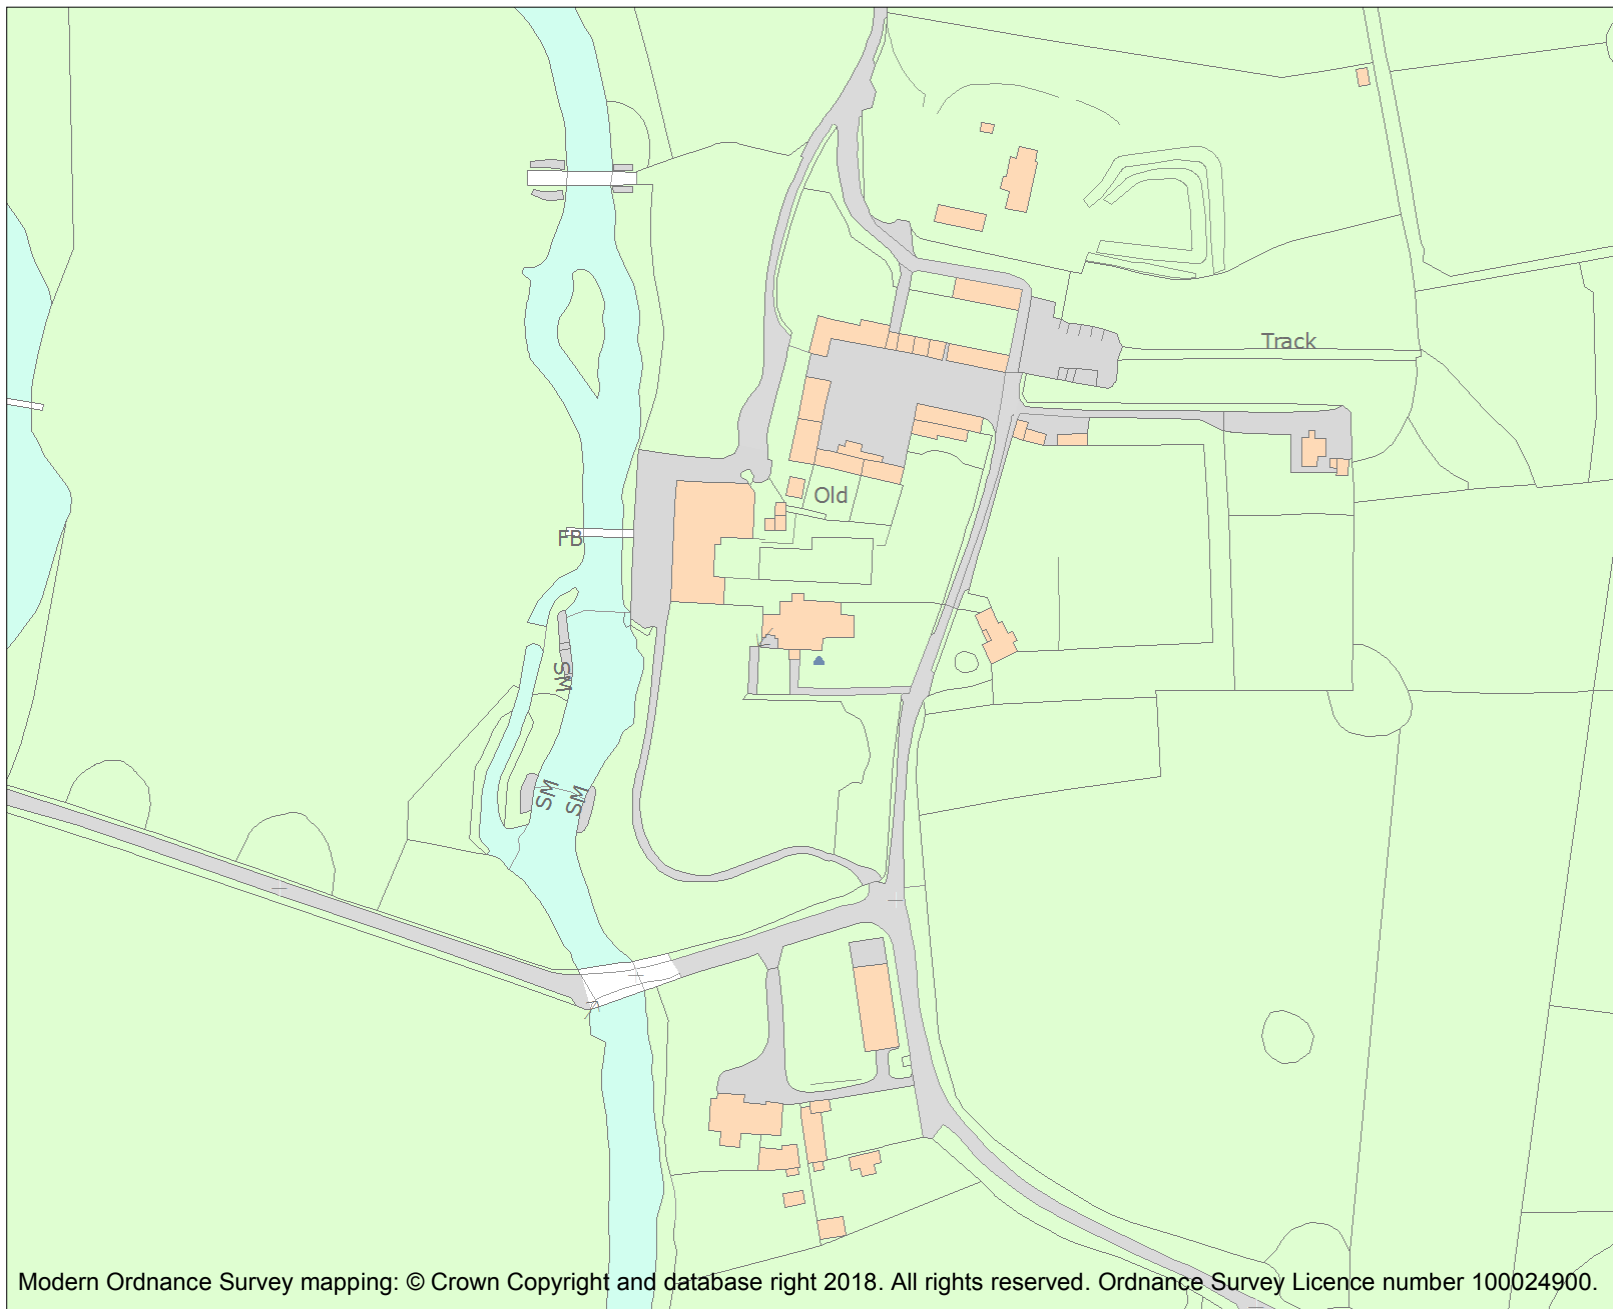 Track
Old
FB
SM
SM
SM
Modern Ordnance Survey mapping: © Crown Copyright and database right 2018. All rights reserved. Ordnance Survey Licence number 100024900.